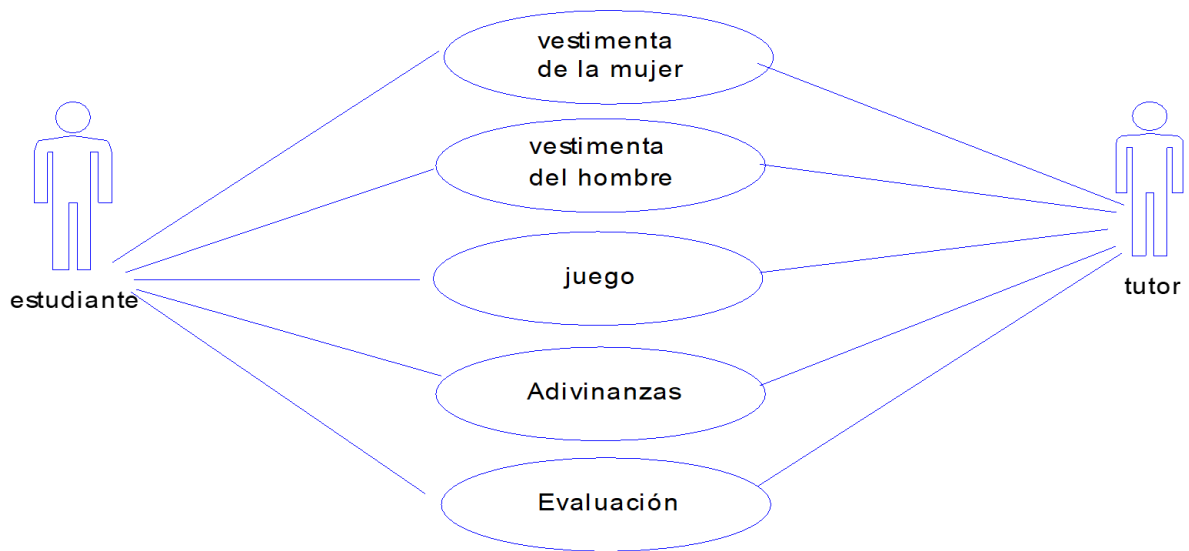 vestimenta
de la mujer
vestimenta
del hombre
juego
estudiante
tutor
Adivinanzas
Evaluación